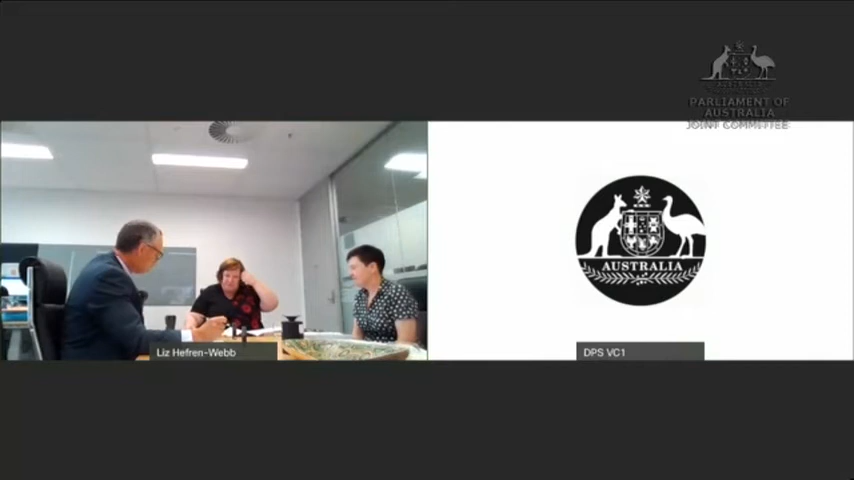 PARLIAMENT OF
AUSTRALIA
JOINT COMMITTEE
AUSTRALIA
Liz Hefren-Webb
DPS VC1